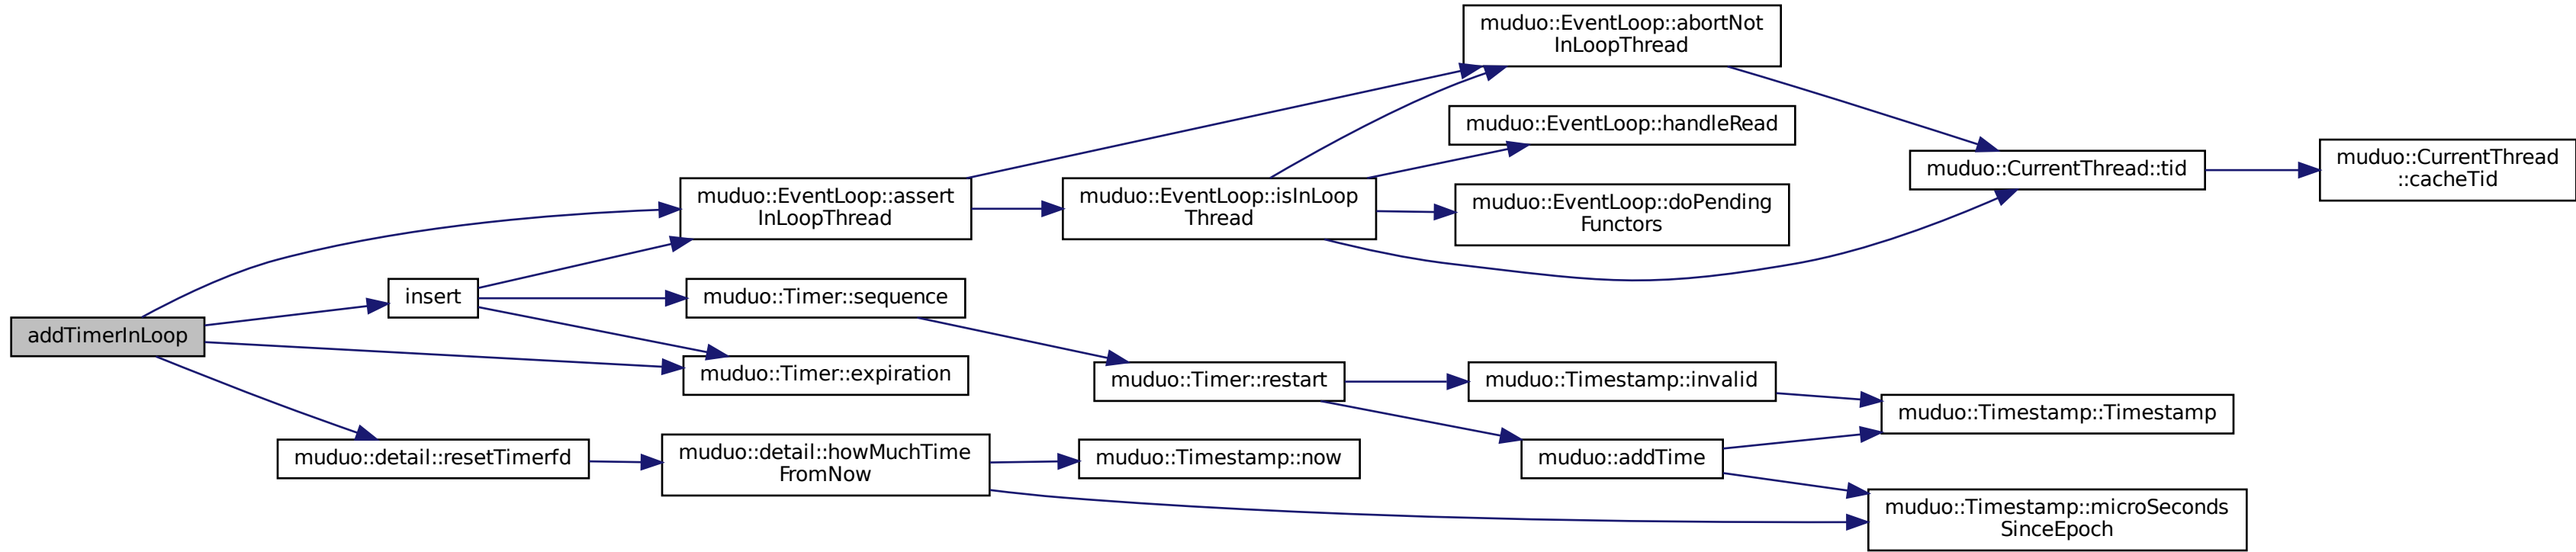 muduo::EventLoop::abortNot
InLoopThread
muduo::EventLoop::handleRead
muduo::CurrentThread::tid
muduo::CurrentThread
::cacheTid
muduo::EventLoop::assert
InLoopThread
muduo::EventLoop::isInLoop
Thread
muduo::EventLoop::doPending
Functors
insert
muduo::Timer::sequence
addTimerInLoop
muduo::Timer::expiration
muduo::Timer::restart
muduo::Timestamp::invalid
muduo::Timestamp::Timestamp
muduo::detail::resetTimerfd
muduo::detail::howMuchTime
FromNow
muduo::Timestamp::now
muduo::addTime
muduo::Timestamp::microSeconds
SinceEpoch